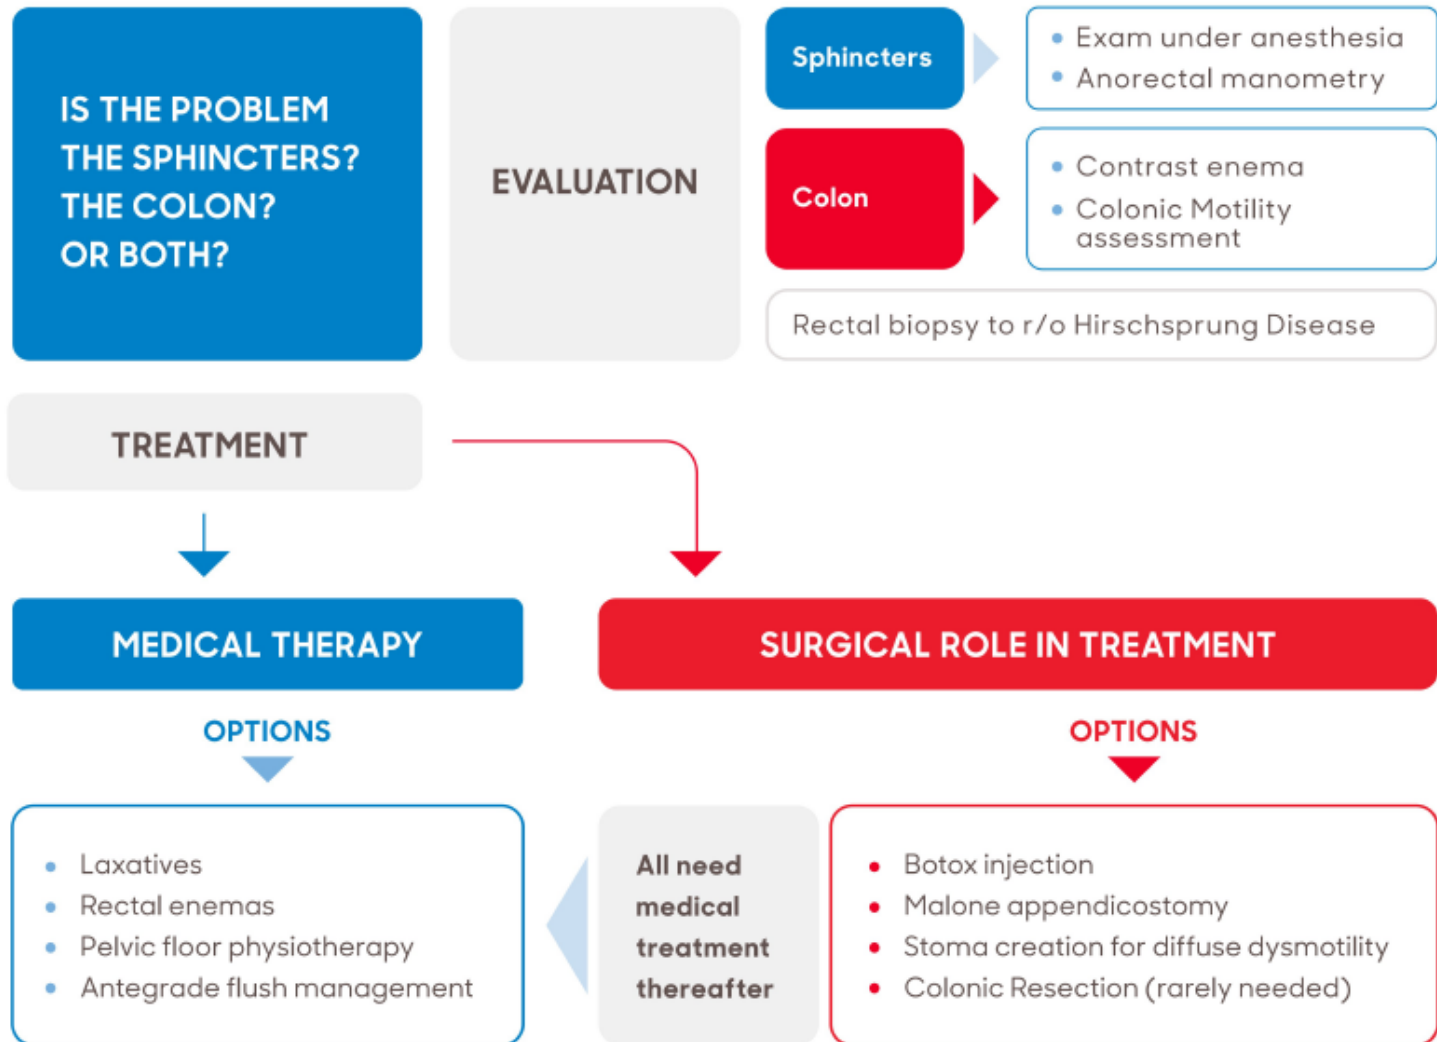 IS THE PROBLEM
THE SPHINCTERS?
THE COLON?
OR BOTH?
EVALUATION
Sphincters
Exam under anesthesia
Anorectal manometry
Colon
Contrast enema
Colonic Motility
assessment
Rectal biopsy to r/o Hirschsprung Disease
TREATMENT
MEDICAL THERAPY
OPTIONS
Laxatives
Rectal enemas
Pelvic floor physiotherapy
Antegrade flush management
SURGICAL ROLE IN TREATMENT
OPTIONS
All need
medical
treatment
thereafter
Botox injection
Malone appendicostomy
Stoma creation for diffuse dysmotility
Colonic Resection (rarely needed)